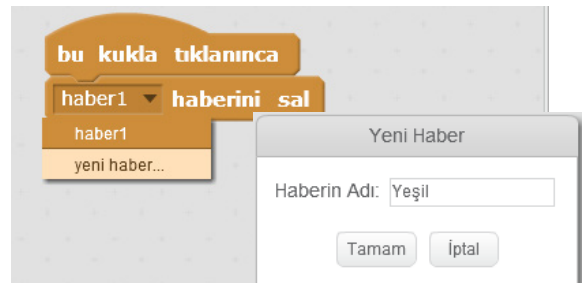 bu kukla tıklanınca
haber1 haberini sal
haber1
yeni haber...
Yeni Haber
Haberin Adı: Yeşil
Tamam İptal